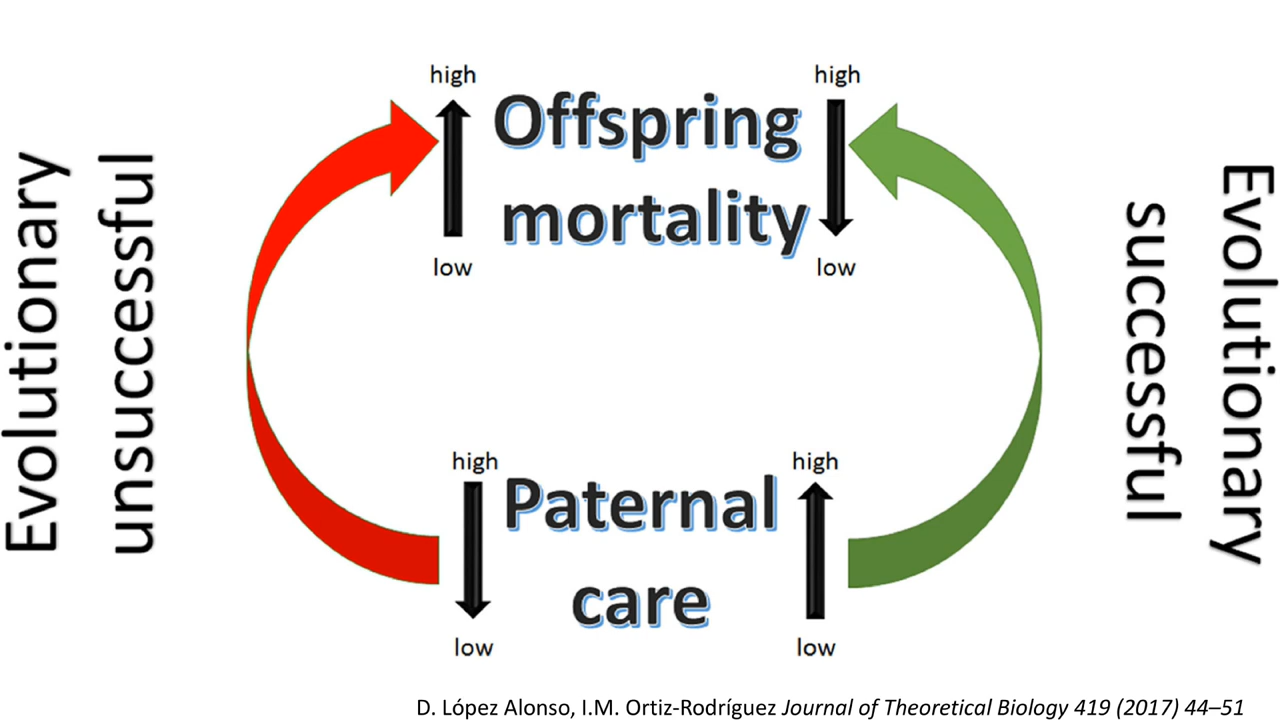 Evolutionary
unsuccessful
high
Offspring
mortality
low
high
low
high
Paternal
care
low
high
low
Evolutionary
successful
D. López Alonso, I.M. Ortiz-Rodríguez Journal of Theoretical Biology 419 (2017) 44–51